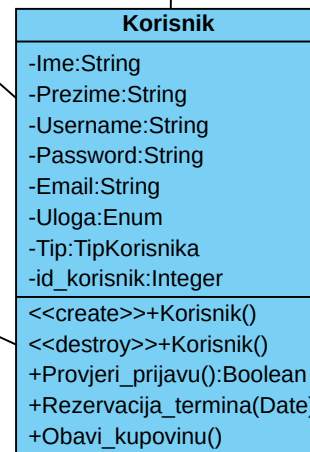 Korisnik
-Ime:String
-Prezime:String
-Username:String
-Password:String
-Email:String
-Uloga:Enum
-Tip:TipKorisnika
-id_korisnik:Integer
<<create>>+Korisnik()
<<destroy>>+Korisnik()
+Provjeri_prijavu():Boolean
+Rezervacija_termina(Date)
+Obavi_kupovinu()